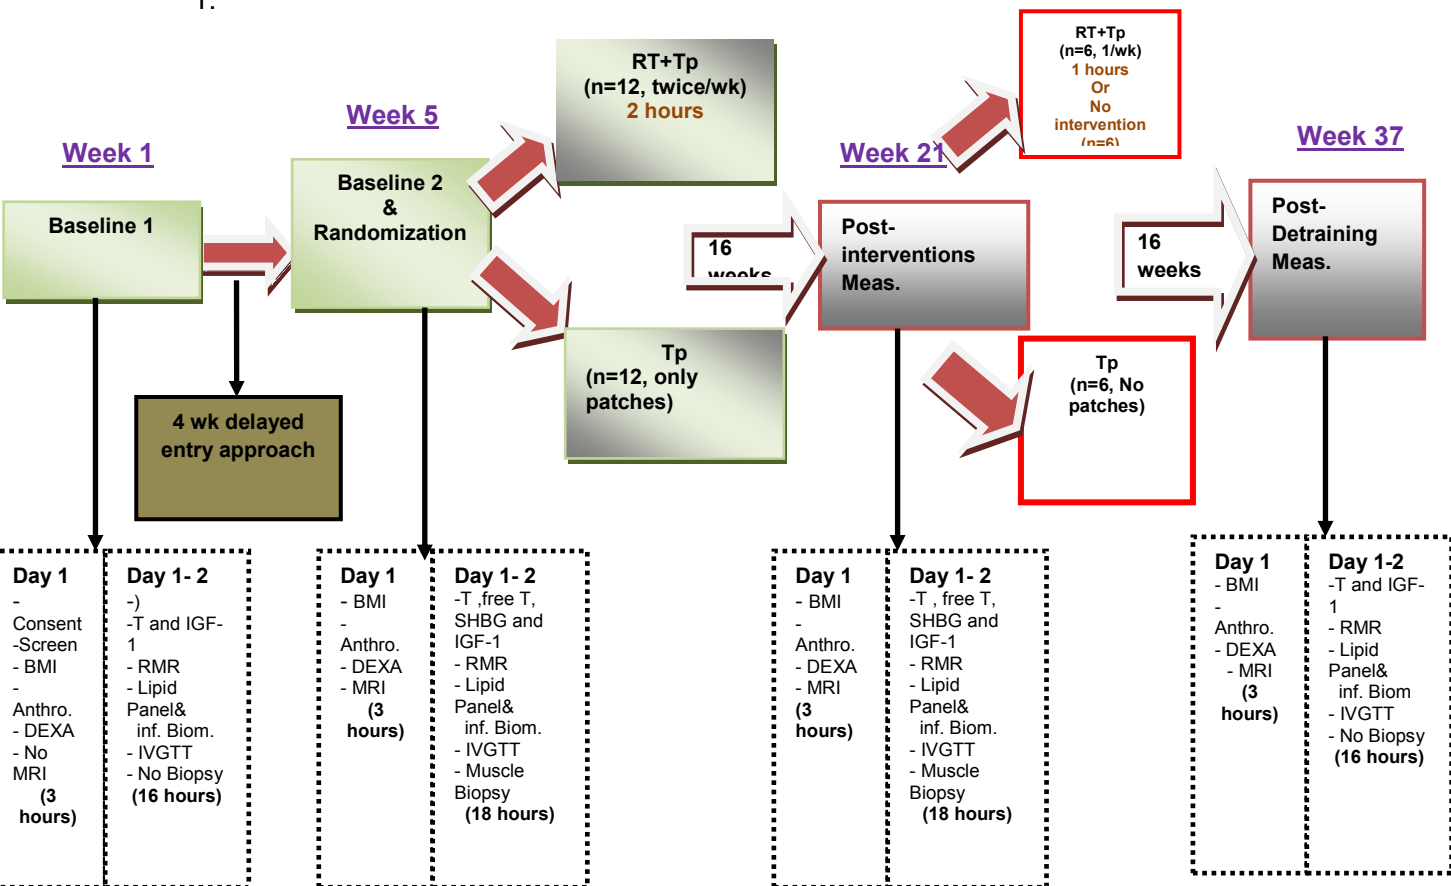 1.
Week 1
Baseline 1
4 wk delayed
entry approach
Week 5
Baseline 2
&
Randomization
RT+Tp
(n=12, twice/wk)
2 hours
Tp
(n=12, only
patches)
16
weeks
Week 21
Post-
interventions
Meas.
RT+Tp
(n=6, 1/wk)
1 hours
Or
No
intervention
(n=6)
Tp
(n=6, No
patches)
16
weeks
Week 37
Post-
Detraining
Meas.
Day 1
-
Consent
-Screen
- BMI
-
Anthro.
- DEXA
- No
MRI
(3
hours)
Day 1- 2
-)
-T and IGF-
1
- RMR
- Lipid
Panel&
inf. Biom.
- IVGTT
- No Biopsy
(16 hours)
Day 1
- BMI
-
Anthro.
- DEXA
- MRI
(3
hours)
Day 1- 2
-T ,free T,
SHBG and
IGF-1
- RMR
- Lipid
Panel&
inf. Biom.
- IVGTT
- Muscle
Biopsy
(18 hours)
Day 1
- BMI
-
Anthro.
- DEXA
- MRI
(3
hours)
Day 1- 2
-T , free T,
SHBG and
IGF-1
- RMR
- Lipid
Panel&
inf. Biom.
- IVGTT
- Muscle
Biopsy
(18 hours)
Day 1
- BMI
-
Anthro.
- DEXA
- MRI
(3
hours)
Day 1-2
-T and IGF-
1
- RMR
- Lipid
Panel&
inf. Biom
- IVGTT
- No Biopsy
(16 hours)